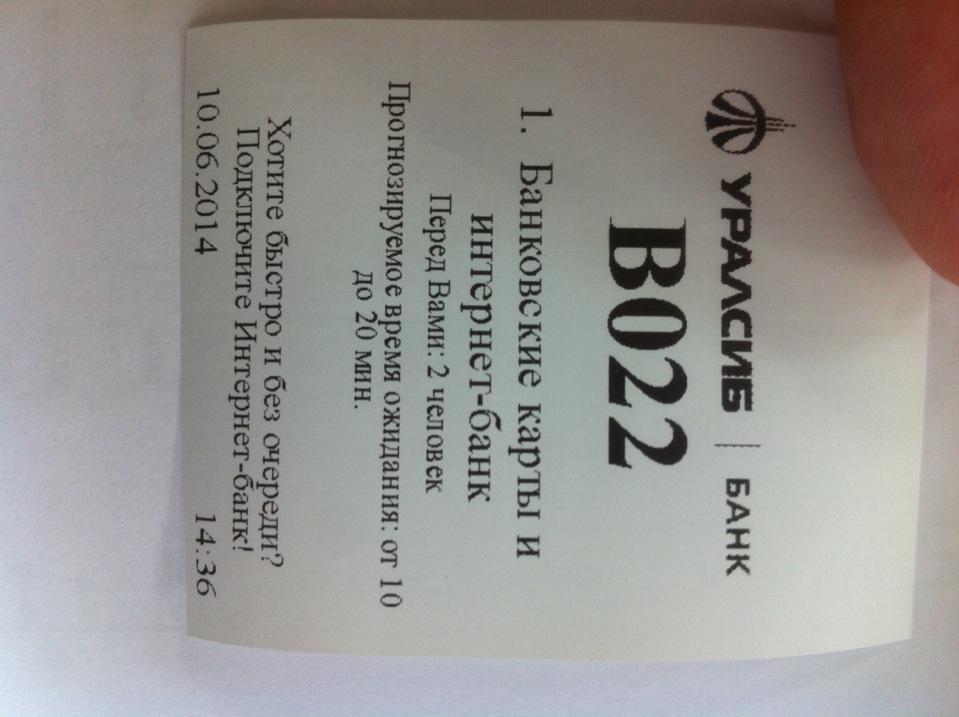 УРАЛСИБ | БАНК
В022
1. Банковские карты и
интернет-банк
Перед Вами: 2 человек
Прогнозируемое время ожидания: от 10
до 20 мин.
Хотите быстро и без очереди?
Подключите Интернет-банк!
10.06.2014 14:36